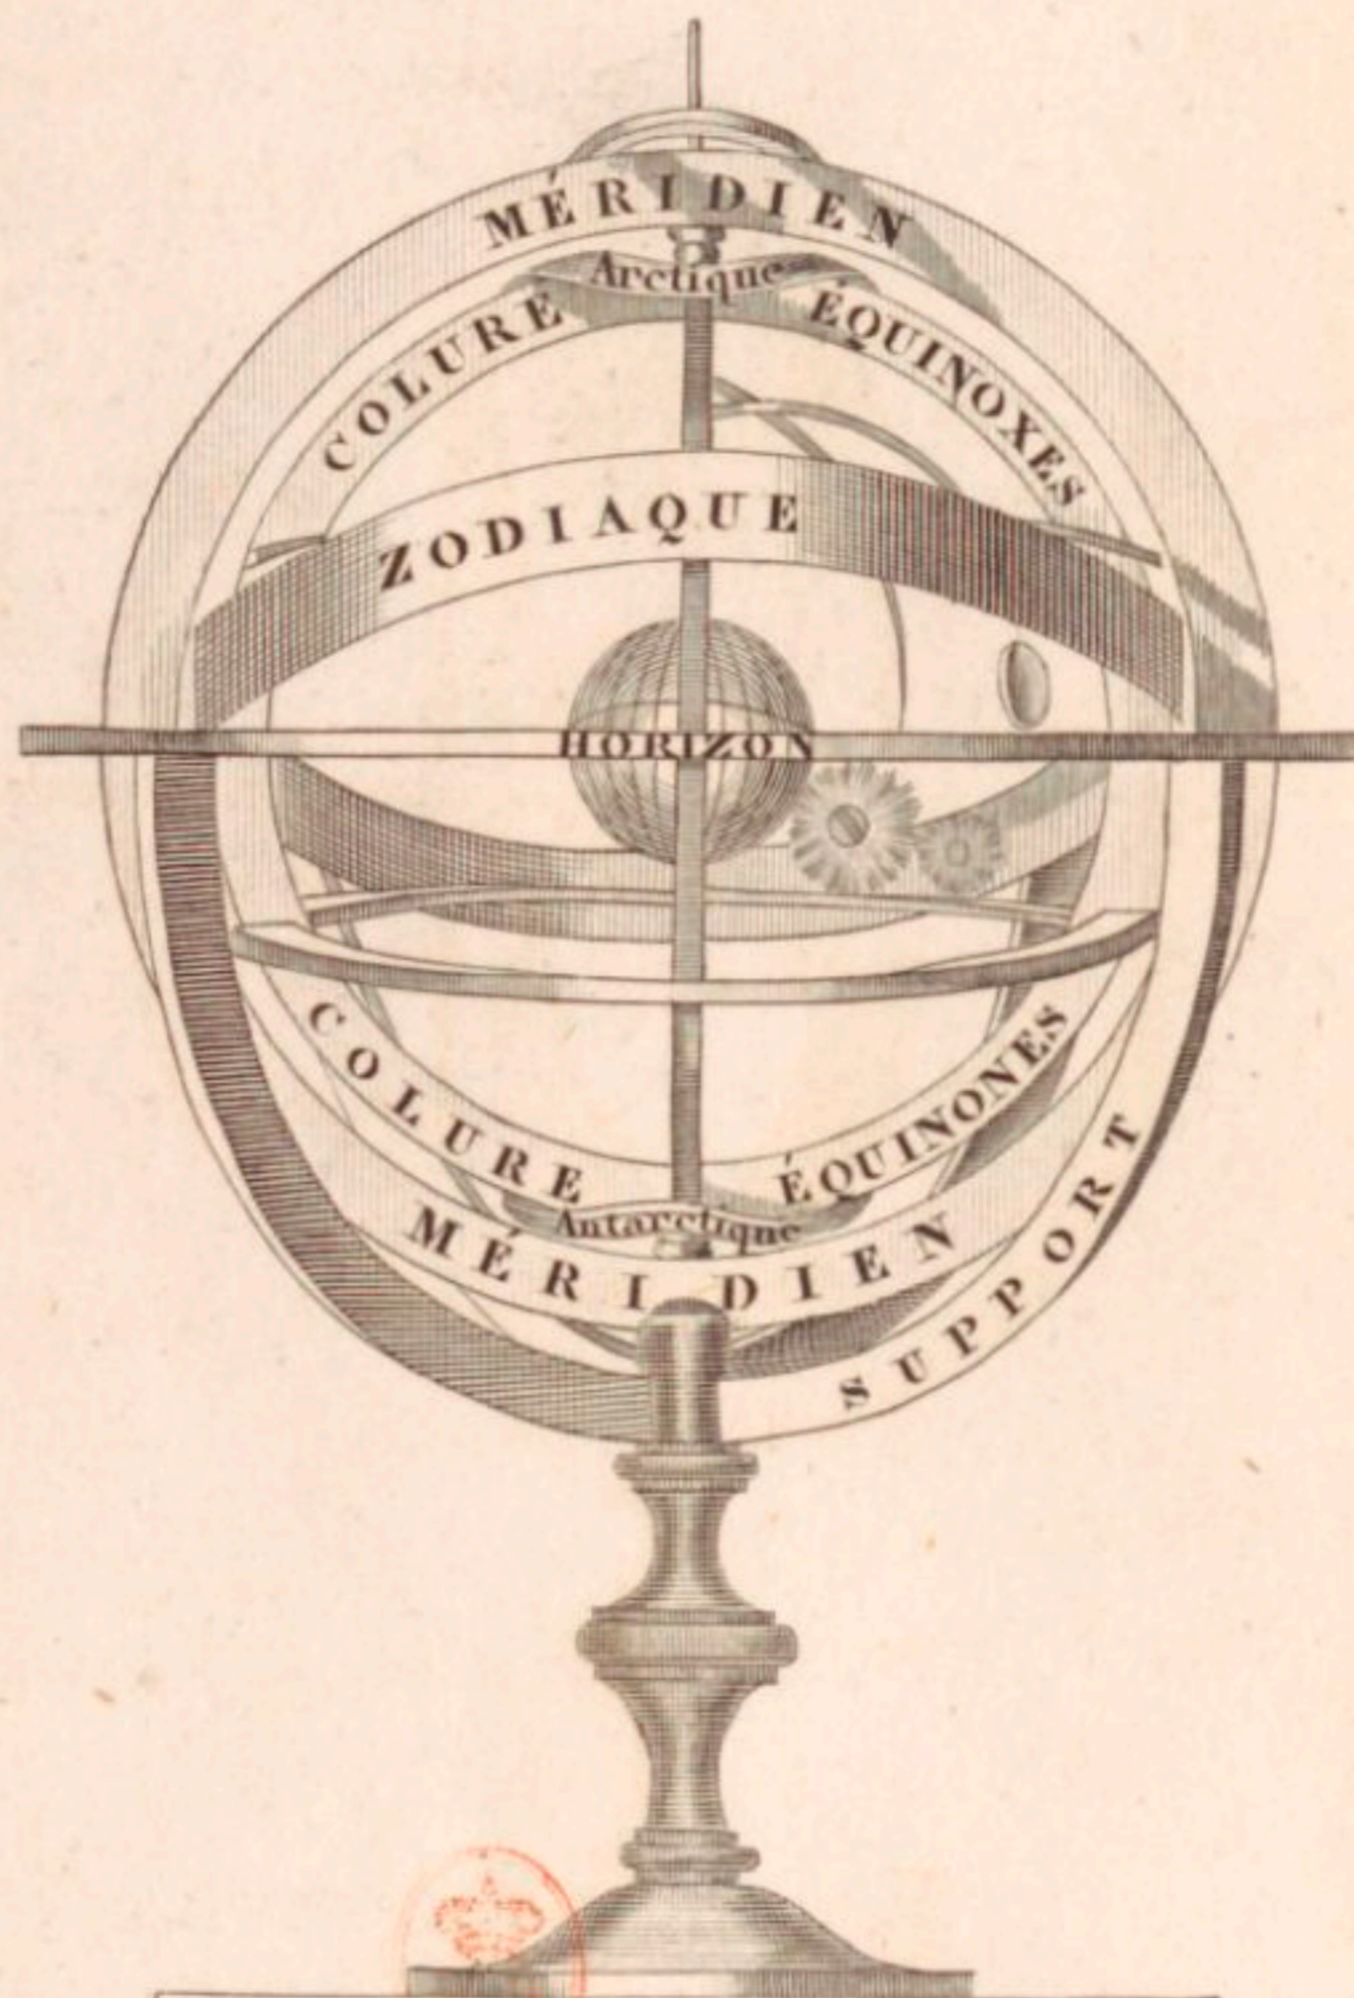 MÉRIDIEN
Arctique
COLURE ÉQUINOXES
ZODIAQUE
HORIZON
COLURE ÉQUINONES
Antarctique
MÉRIDIEN
SUPPORT